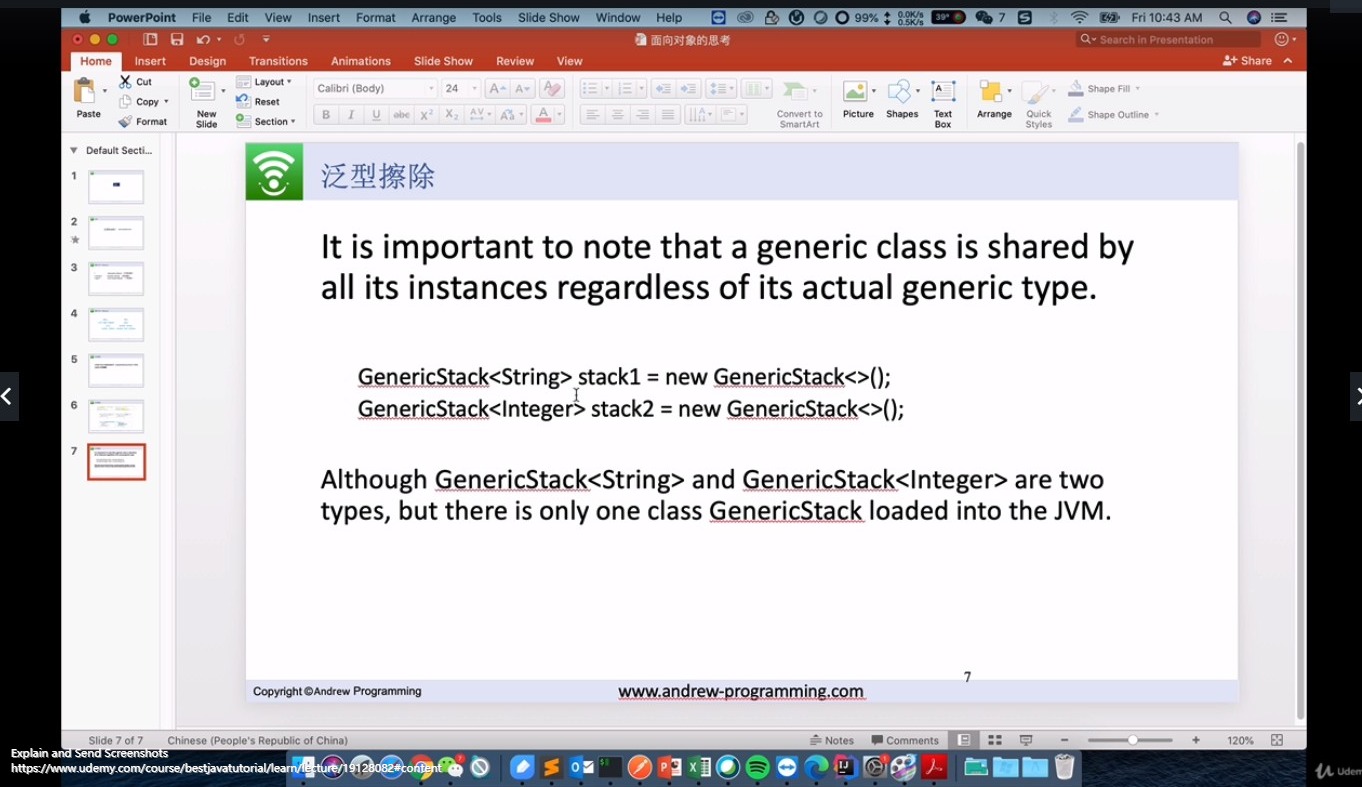 PowerPoint File Edit View Insert Format Arrange Tools Slide Show Window Help 99% 0.0K/s 0.5K/s 39° 7 Fri 10:43 AM
面向对象的思考
Search in Presentation
Home Insert Design Transitions Animations Slide Show Review View
Share
Paste
Cut
Copy
Format
New Slide
Layout
Reset
Section
Calibri (Body) 24
Convert to SmartArt
Picture
Shapes
Text Box
Arrange
Quick Styles
Shape Fill
Shape Outline
Default Secti...
1
2
3
4
5
6
7
泛型擦除
It is important to note that a generic class is shared by
all its instances regardless of its actual generic type.
GenericStack<String> stack1 = new GenericStack<>();
GenericStack<Integer> stack2 = new GenericStack<>();
Although GenericStack<String> and GenericStack<Integer> are two
types, but there is only one class GenericStack loaded into the JVM.
7
Copyright ©Andrew Programming
www.andrew-programming.com
Slide 7 of 7 Chinese (People's Republic of China)
Notes Comments 120%
Explain and Send Screenshots
https://www.udemy.com/course/bestjavatutorial/learn/lecture/19128082#content